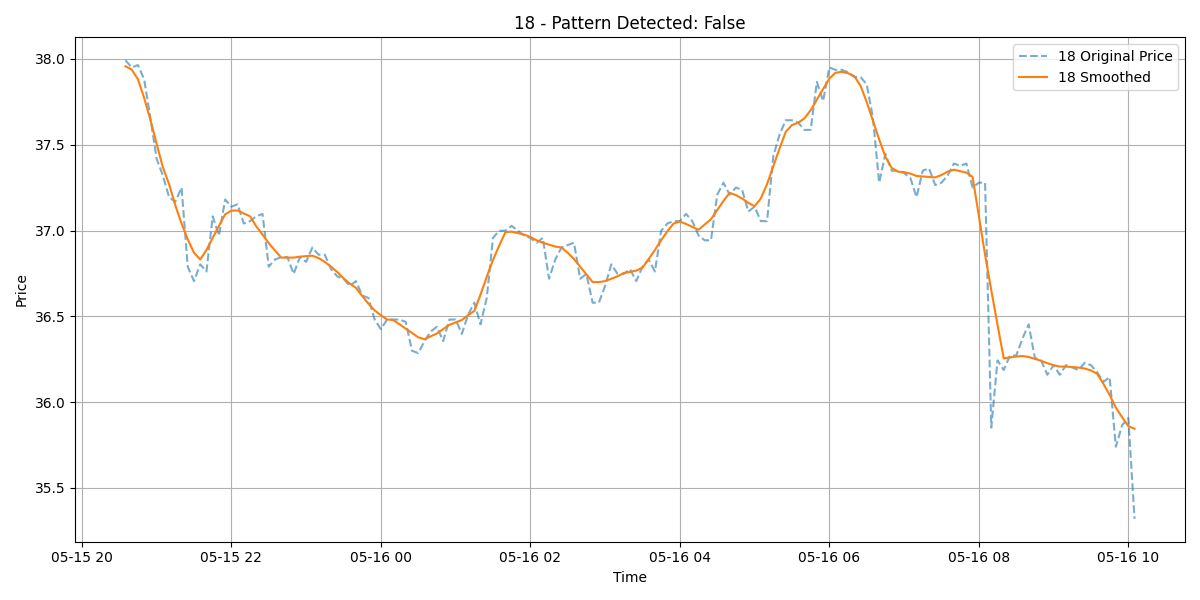 18 - Pattern Detected: False
18 Original Price
18 Smoothed
Price
38.0
37.5
37.0
36.5
36.0
35.5
05-15 20
05-15 22
05-16 00
05-16 02
05-16 04
05-16 06
05-16 08
05-16 10
Time